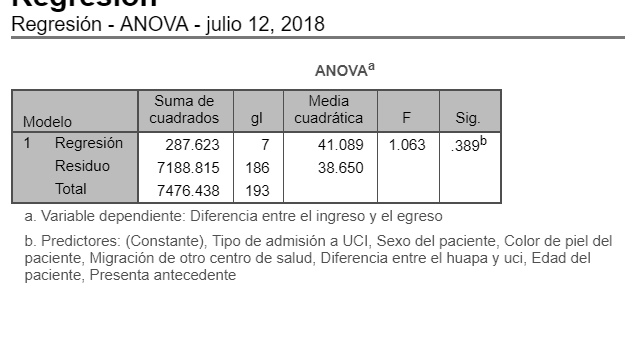 Regresión
Regresión - ANOVA - julio 12, 2018
ANOVAa
Modelo Suma de cuadrados gl Media cuadrática F Sig.
1 Regresión 287.623 7 41.089 1.063 .389b
Residuo 7188.815 186 38.650
Total 7476.438 193
a. Variable dependiente: Diferencia entre el ingreso y el egreso
b. Predictores: (Constante), Tipo de admisión a UCI, Sexo del paciente, Color de piel del
paciente, Migración de otro centro de salud, Diferencia entre el huapa y uci, Edad del
paciente, Presenta antecedente